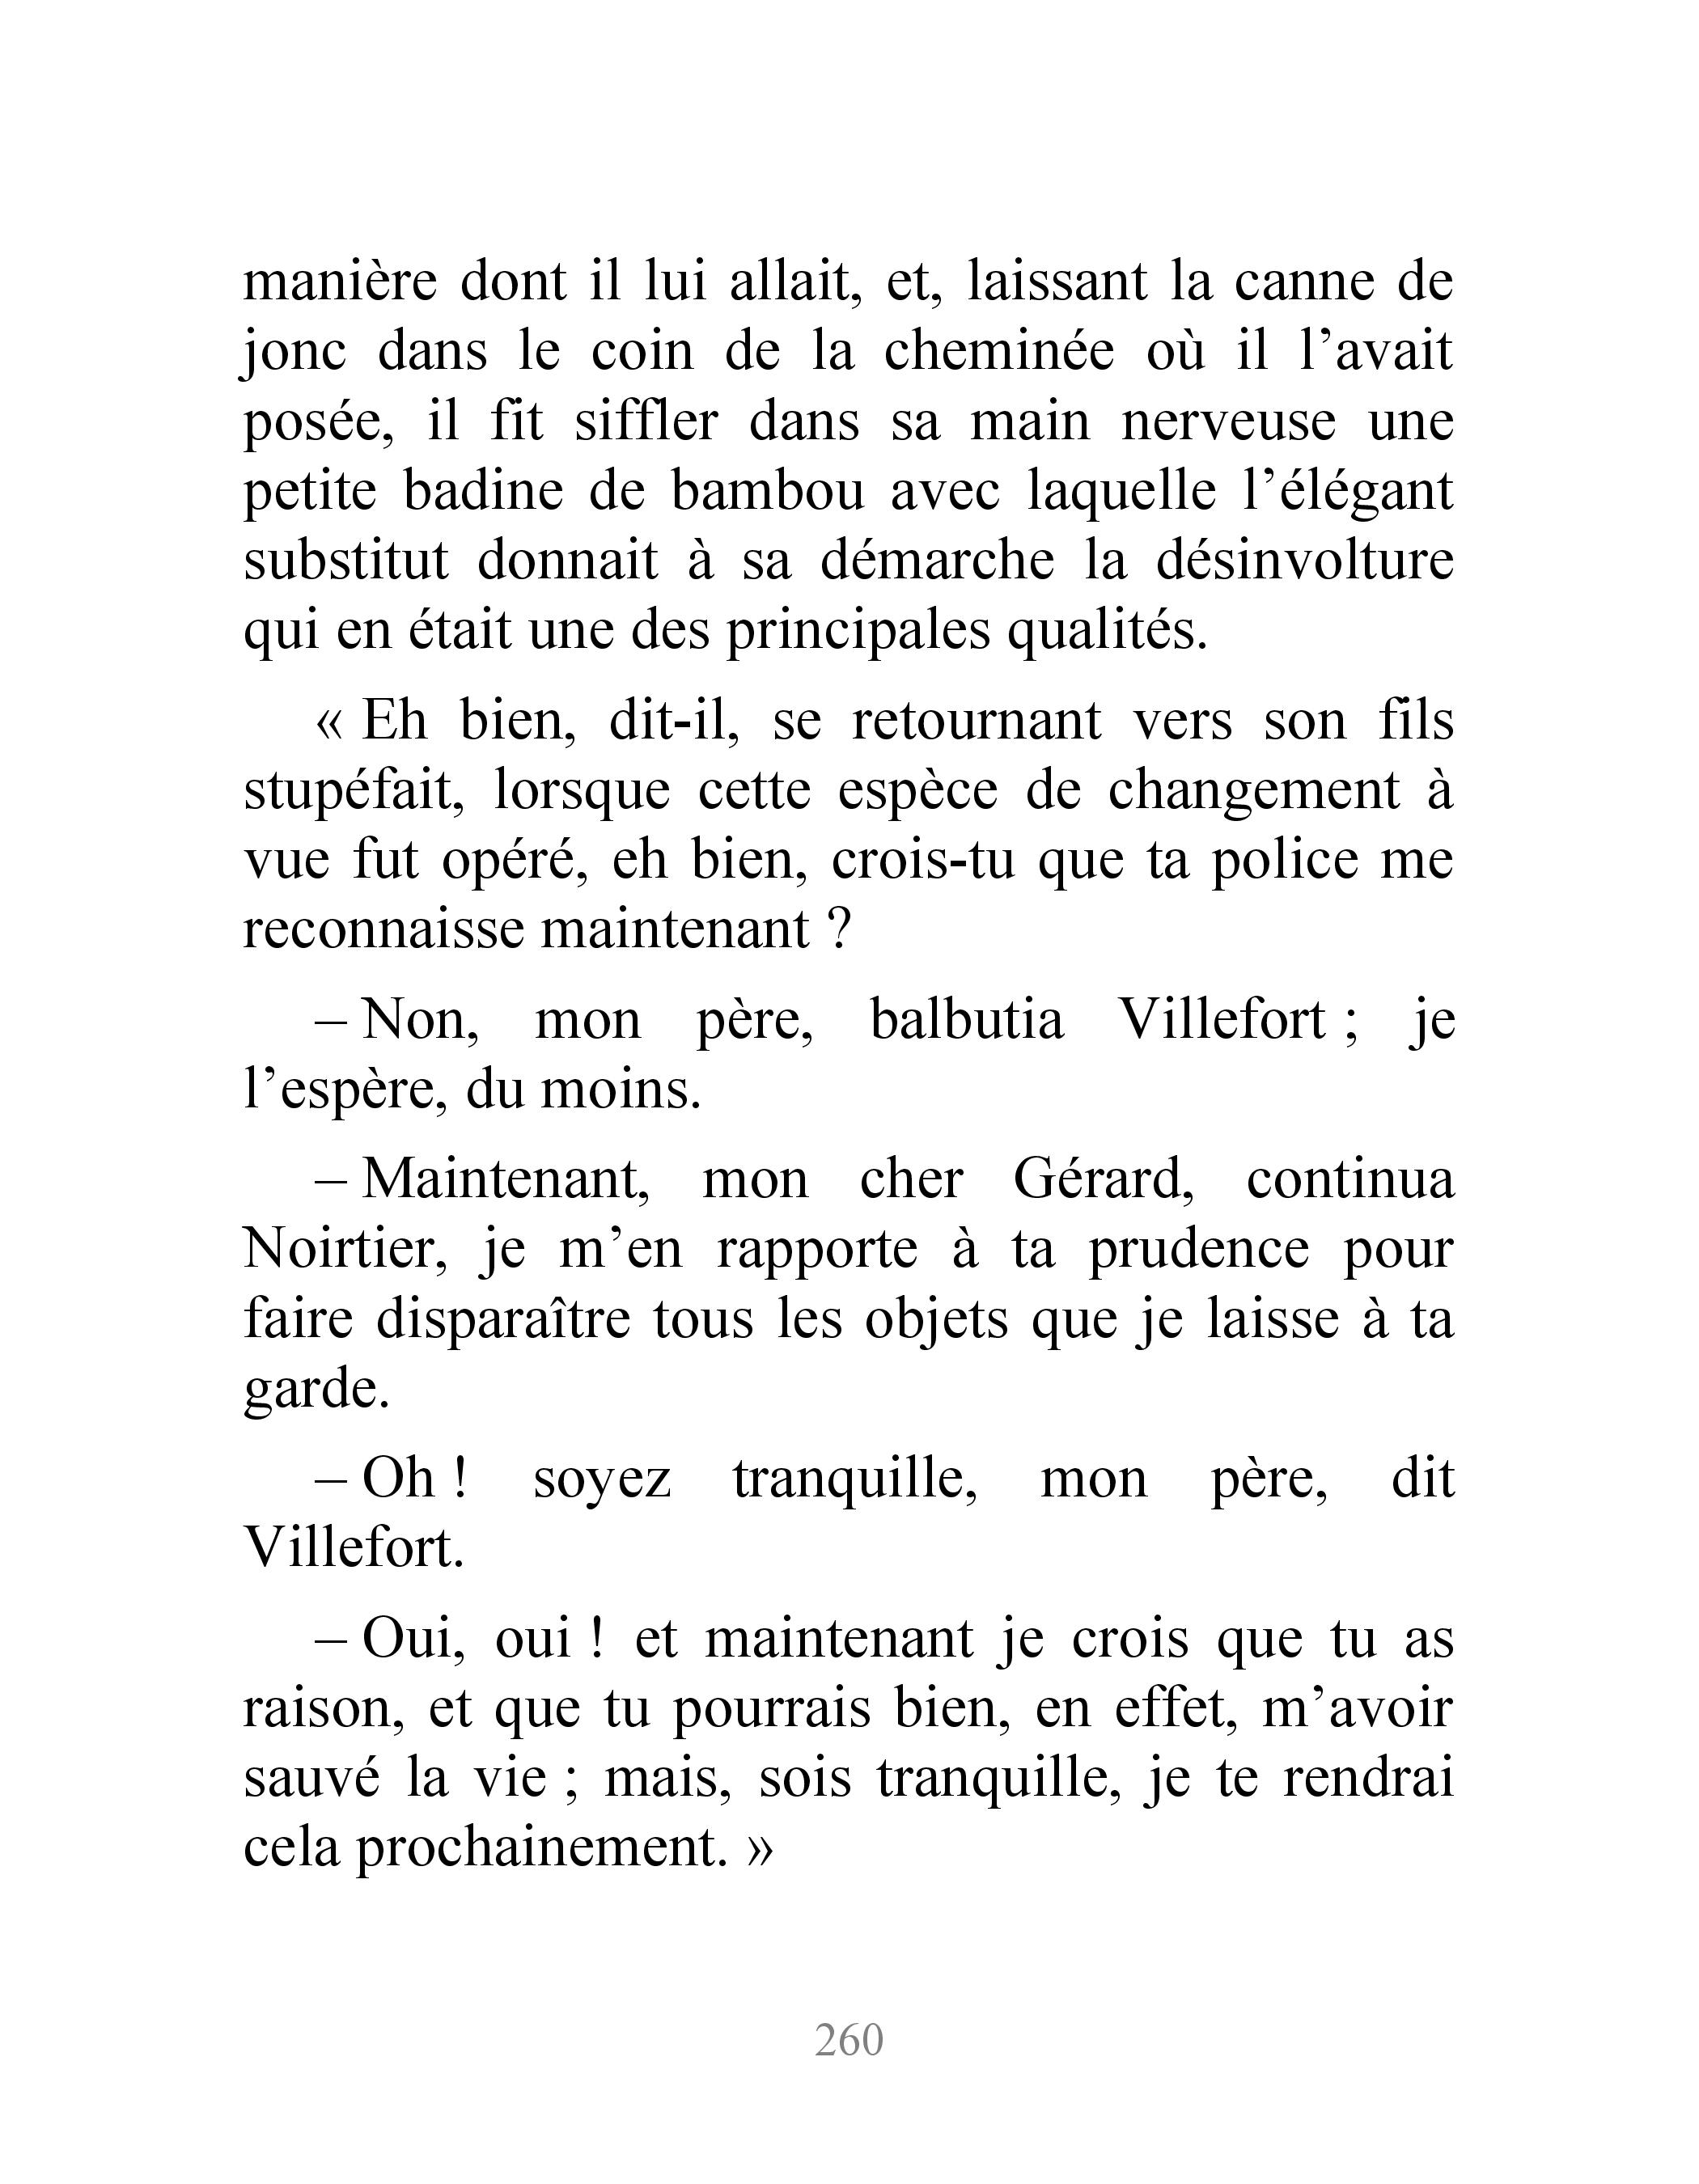 manière dont il lui allait, et, laissant la canne de
jonc dans le coin de la cheminée où il l’avait
posée, il fit siffler dans sa main nerveuse une
petite badine de bambou avec laquelle l’élégant
substitut donnait à sa démarche la désinvolture
qui en était une des principales qualités.
« Eh bien, dit-il, se retournant vers son fils
stupéfait, lorsque cette espèce de changement à
vue fut opéré, eh bien, crois-tu que ta police me
reconnaisse maintenant ?
– Non, mon père, balbutia Villefort ; je
l’espère, du moins.
– Maintenant, mon cher Gérard, continua
Noirtier, je m’en rapporte à ta prudence pour
faire disparaître tous les objets que je laisse à ta
garde.
– Oh ! soyez tranquille, mon père, dit
Villefort.
– Oui, oui ! et maintenant je crois que tu as
raison, et que tu pourrais bien, en effet, m’avoir
sauvé la vie ; mais, sois tranquille, je te rendrai
cela prochainement. »
260